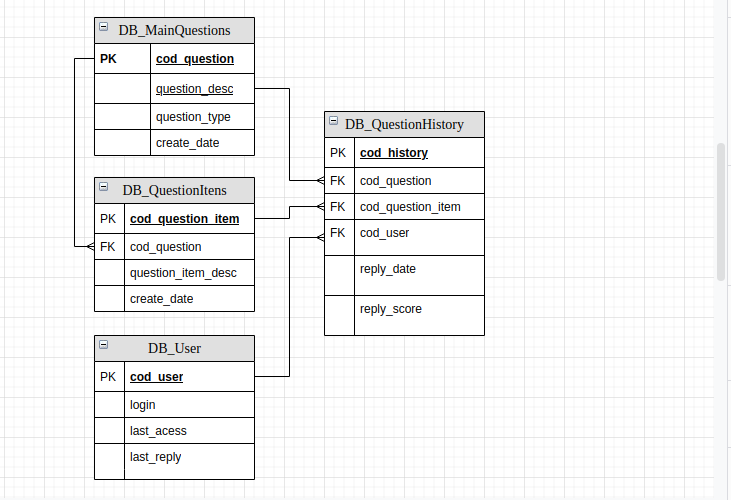 DB_MainQuestions
PK cod_question
question_desc
question_type
create_date
DB_QuestionItens
PK cod_question_item
FK cod_question
question_item_desc
create_date
DB_User
PK cod_user
login
last_acess
last_reply
DB_QuestionHistory
PK cod_history
FK cod_question
FK cod_question_item
FK cod_user
reply_date
reply_score